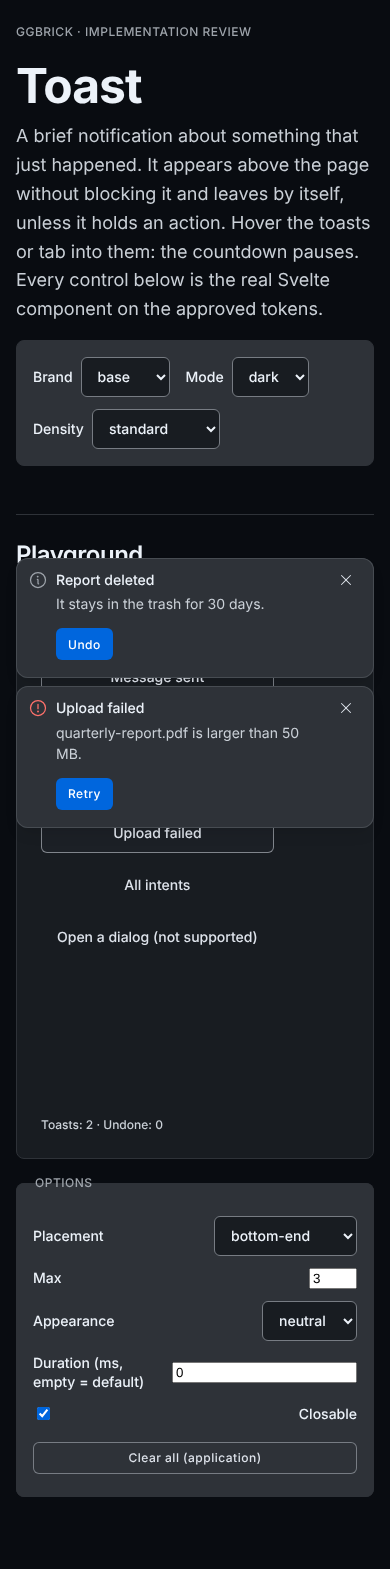 GGBRICK · IMPLEMENTATION REVIEW
Toast
A brief notification about something that
just happened. It appears above the page
without blocking it and leaves by itself,
unless it holds an action. Hover the toasts
or tab into them: the countdown pauses.
Every control below is the real Svelte
component on the approved tokens.
Brand base Mode dark
Density standard
Playground
Report deleted
It stays in the trash for 30 days.
Undo
Message sent
Upload failed
quarterly-report.pdf is larger than 50
MB.
Retry
Upload failed
All intents
Open a dialog (not supported)
Toasts: 2 · Undone: 0
OPTIONS
Placement bottom-end
Max 3
Appearance neutral
Duration (ms,
empty = default) 0
Closable
Clear all (application)